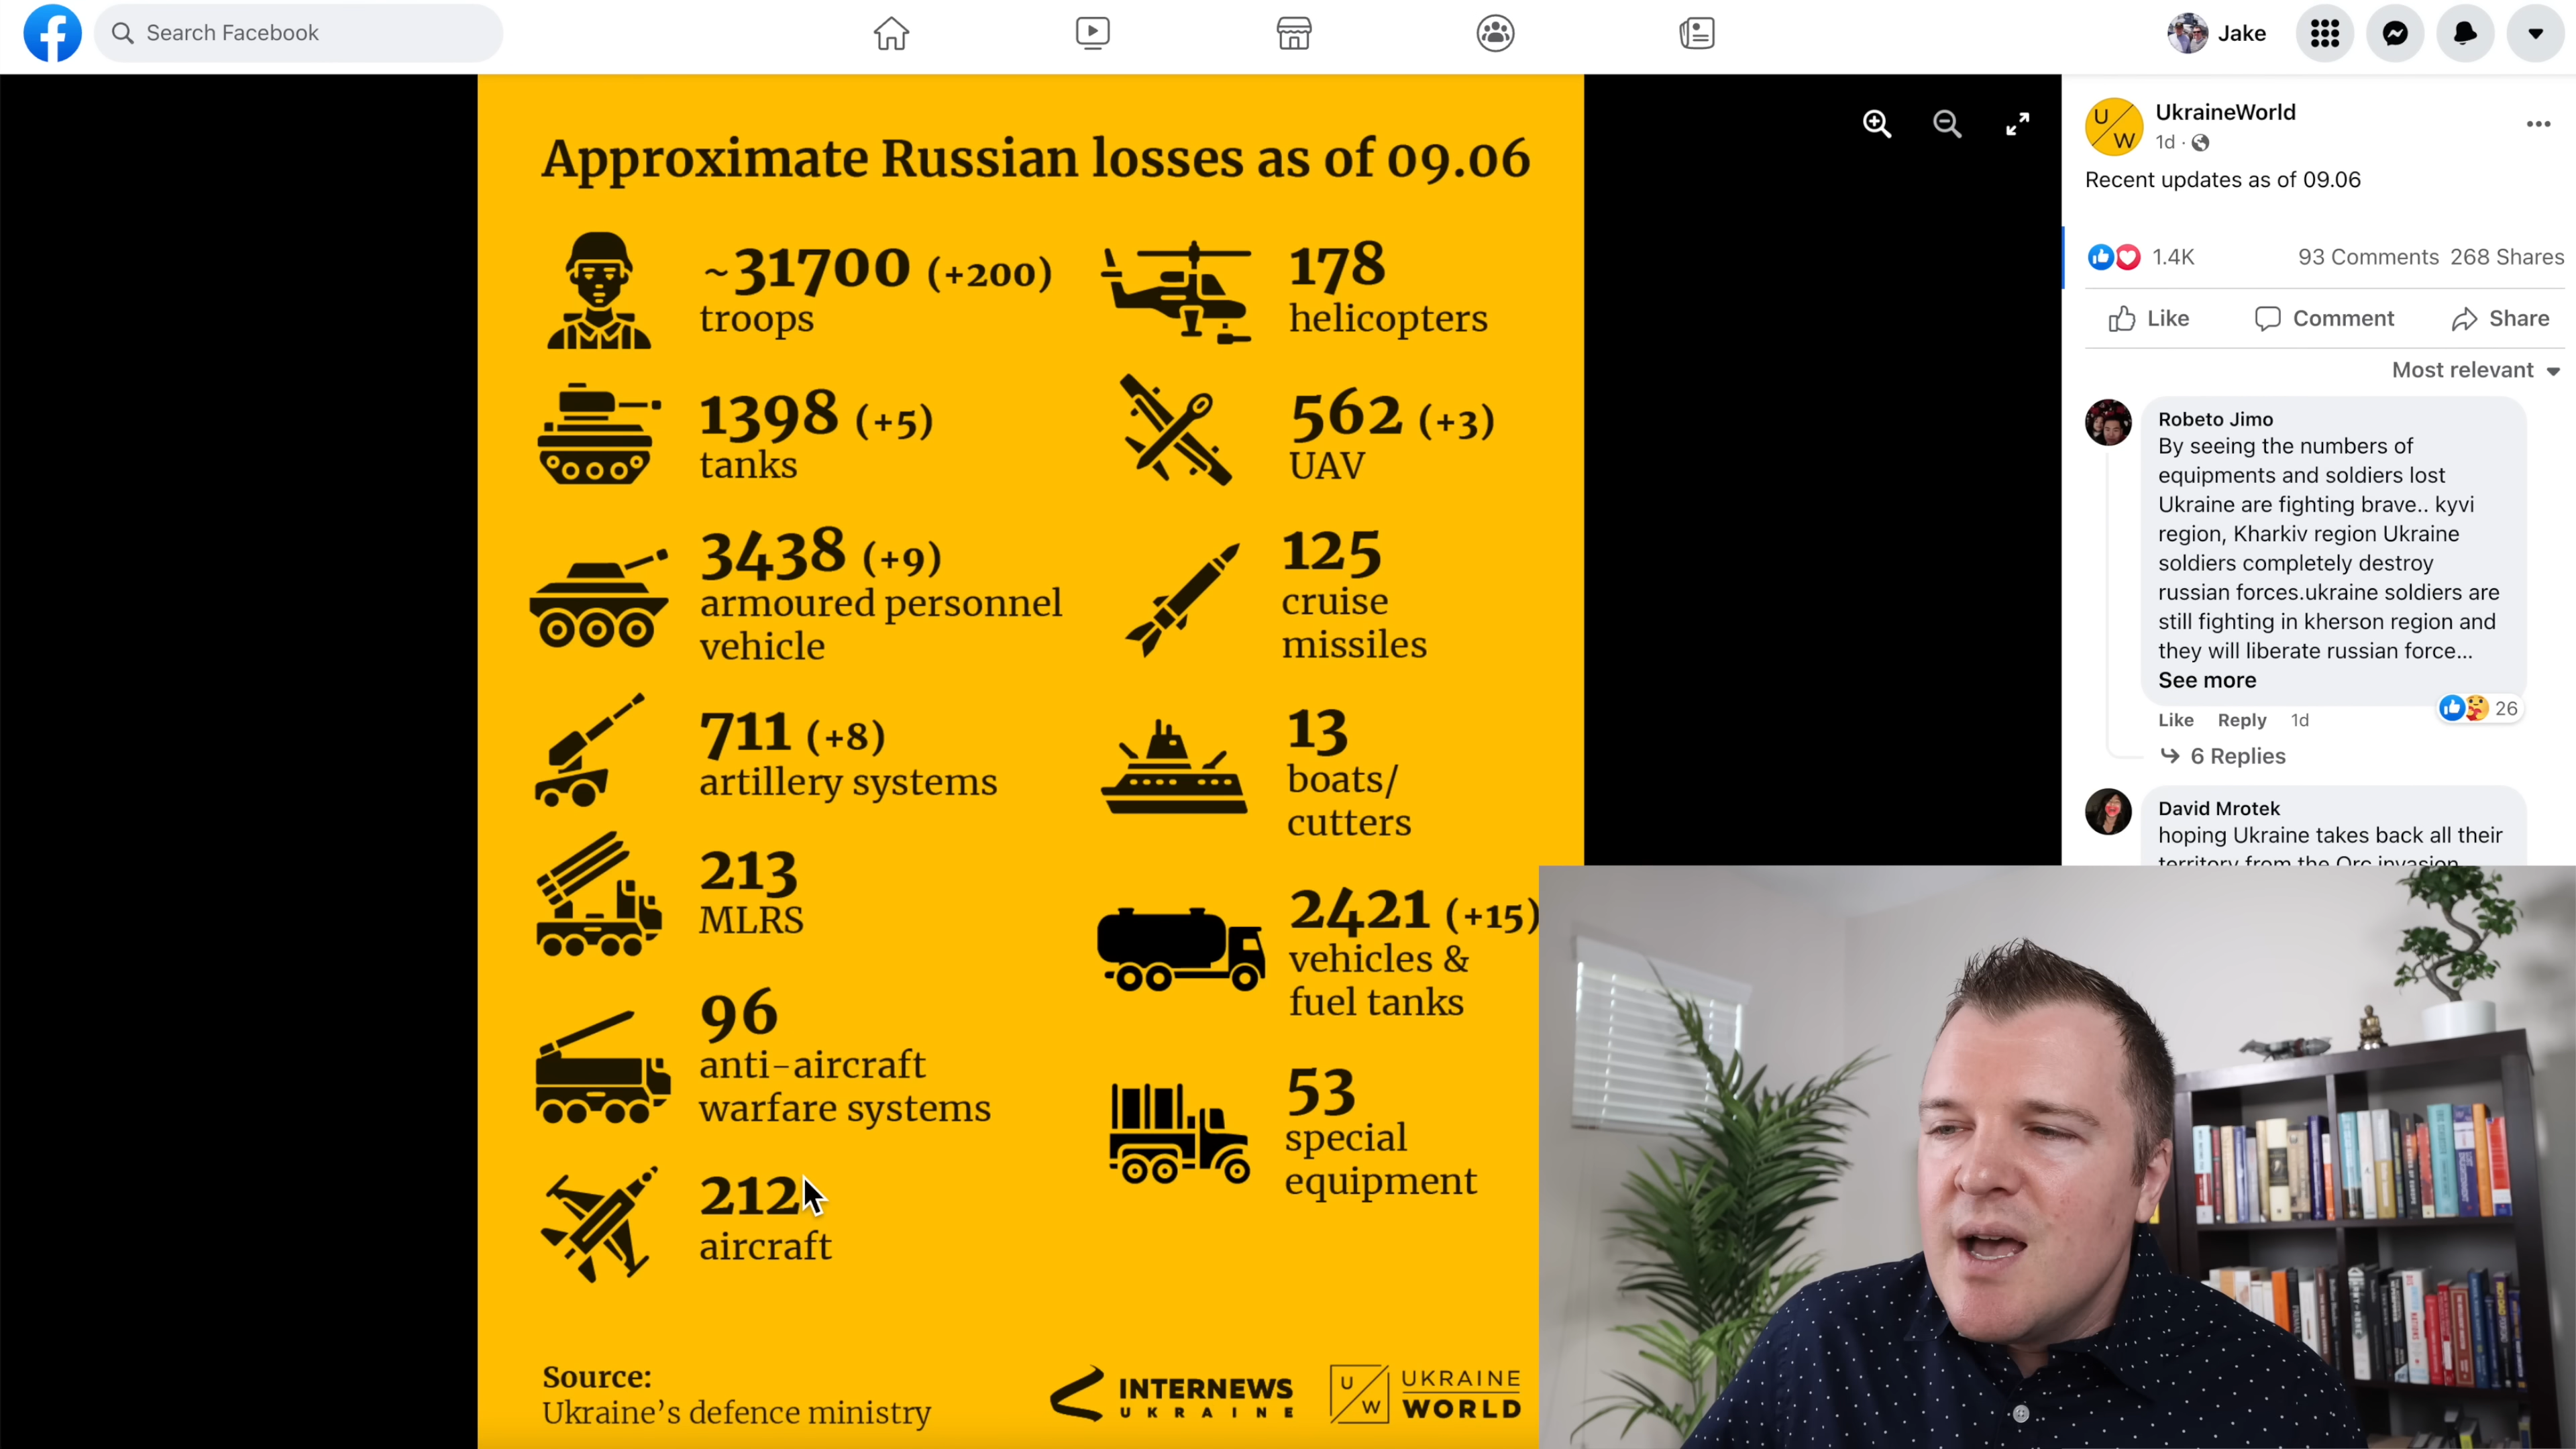 Search Facebook
Jake
Approximate Russian losses as of 09.06
~31700 (+200)
troops
1398 (+5)
tanks
3438 (+9)
armoured personnel
vehicle
711 (+8)
artillery systems
213
MLRS
96
anti-aircraft
warfare systems
212
aircraft
178
helicopters
562 (+3)
UAV
125
cruise
missiles
13
boats/
cutters
2421 (+15)
vehicles &
fuel tanks
53
special
equipment
Source:
Ukraine's defence ministry
INTERNEWS
UKRAINE
U
W
UKRAINE
WORLD
U
W
UkraineWorld
1d ·
Recent updates as of 09.06
1.4K 93 Comments 268 Shares
Like Comment Share
Most relevant
Robeto Jimo
By seeing the numbers of
equipments and soldiers lost
Ukraine are fighting brave.. kyvi
region, Kharkiv region Ukraine
soldiers completely destroy
russian forces.ukraine soldiers are
still fighting in kherson region and
they will liberate russian force...
See more
26
Like Reply 1d
6 Replies
David Mrotek
hoping Ukraine takes back all their
territory from the Orc invasion